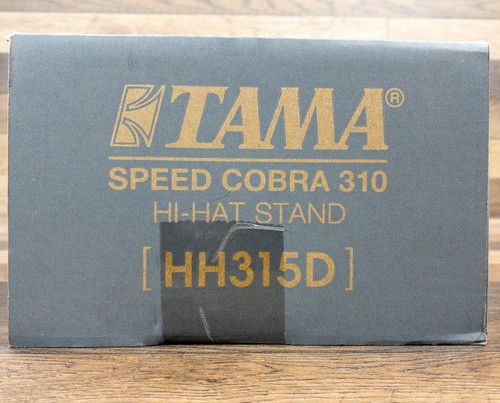 TAMA®
SPEED COBRA 310
HI-HAT STAND
[HH315D]